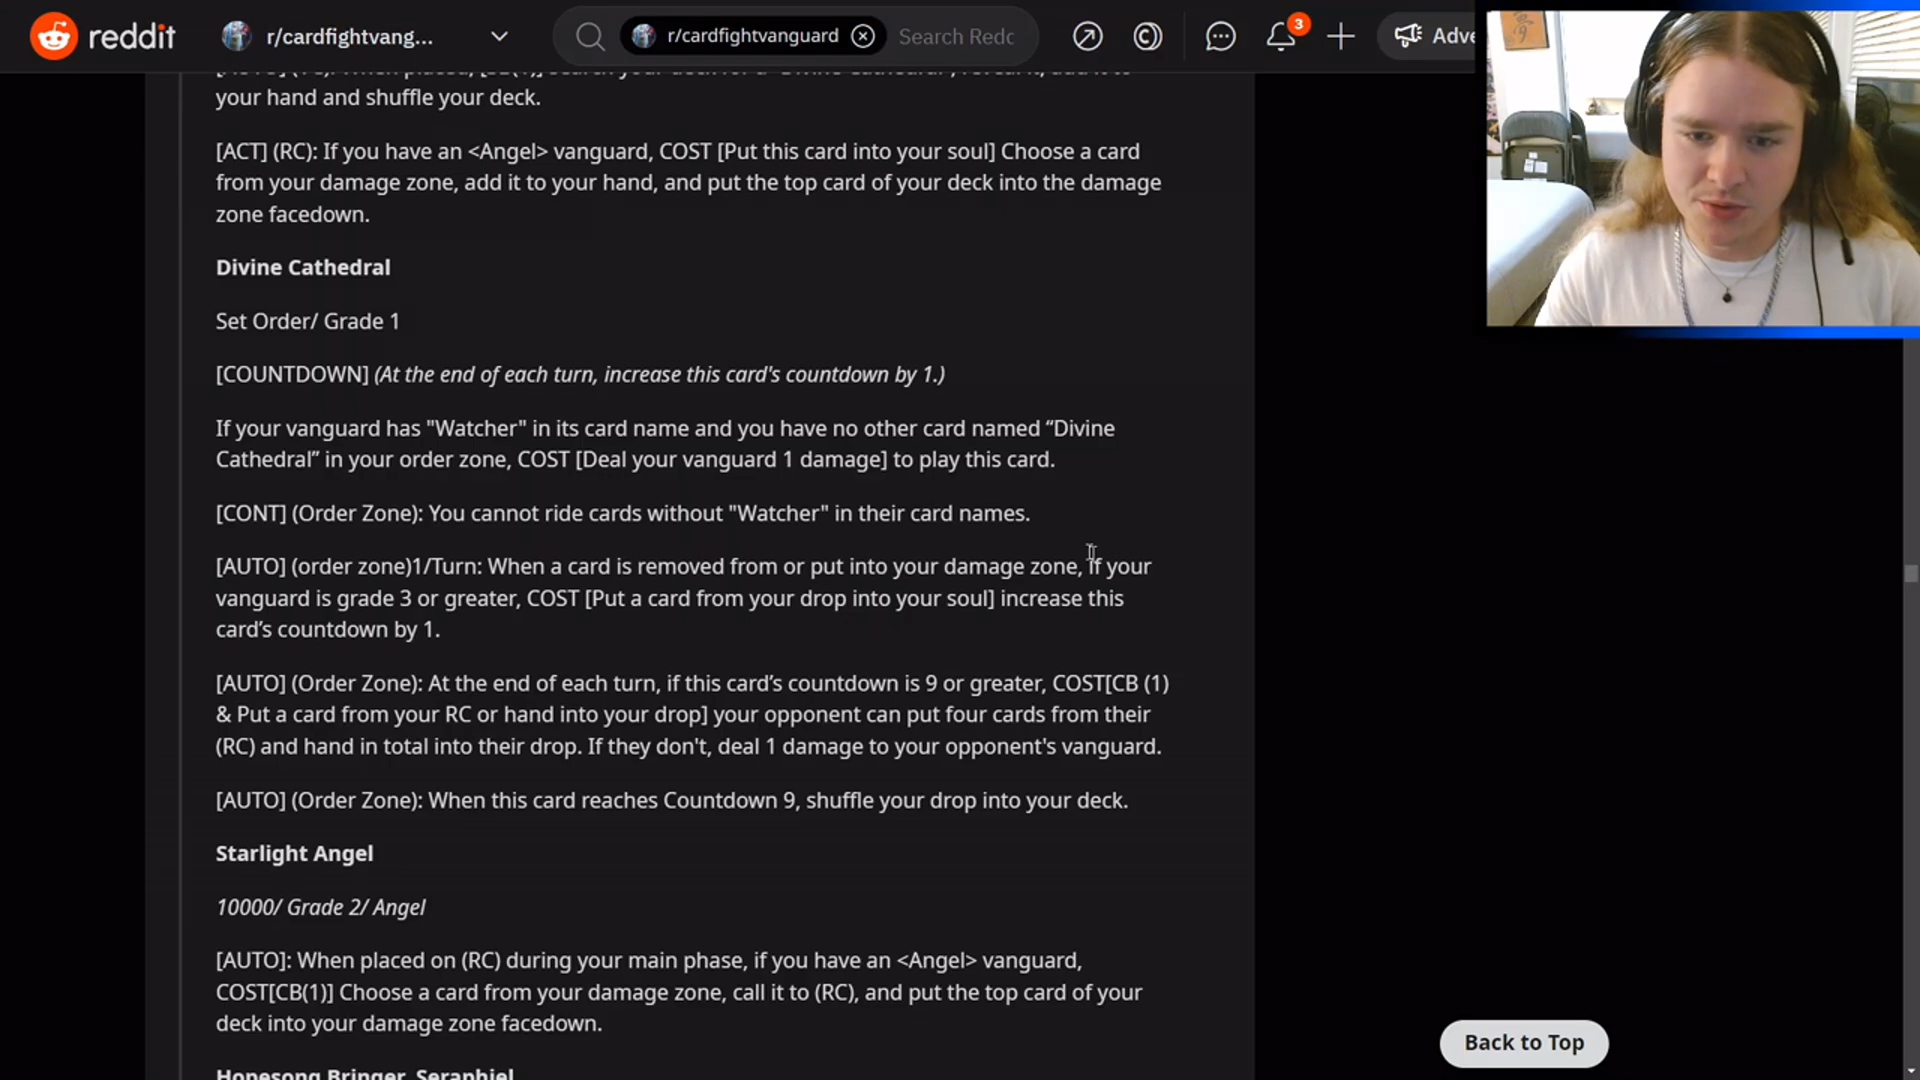 reddit
r/cardfightvang...
r/cardfightvanguard
Search Redc
3
Adve
your hand and shuffle your deck.
[ACT] (RC): If you have an <Angel> vanguard, COST [Put this card into your soul] Choose a card
from your damage zone, add it to your hand, and put the top card of your deck into the damage
zone facedown.
Divine Cathedral
Set Order/ Grade 1
[COUNTDOWN] (At the end of each turn, increase this card's countdown by 1.)
If your vanguard has "Watcher" in its card name and you have no other card named “Divine
Cathedral” in your order zone, COST [Deal your vanguard 1 damage] to play this card.
[CONT] (Order Zone): You cannot ride cards without "Watcher" in their card names.
[AUTO] (order zone)1/Turn: When a card is removed from or put into your damage zone, if your
vanguard is grade 3 or greater, COST [Put a card from your drop into your soul] increase this
card’s countdown by 1.
[AUTO] (Order Zone): At the end of each turn, if this card’s countdown is 9 or greater, COST[CB (1)
& Put a card from your RC or hand into your drop] your opponent can put four cards from their
(RC) and hand in total into their drop. If they don't, deal 1 damage to your opponent's vanguard.
[AUTO] (Order Zone): When this card reaches Countdown 9, shuffle your drop into your deck.
Starlight Angel
10000/ Grade 2/ Angel
[AUTO]: When placed on (RC) during your main phase, if you have an <Angel> vanguard,
COST[CB(1)] Choose a card from your damage zone, call it to (RC), and put the top card of your
deck into your damage zone facedown.
Hopesong Bringer, Seraphiel
Back to Top